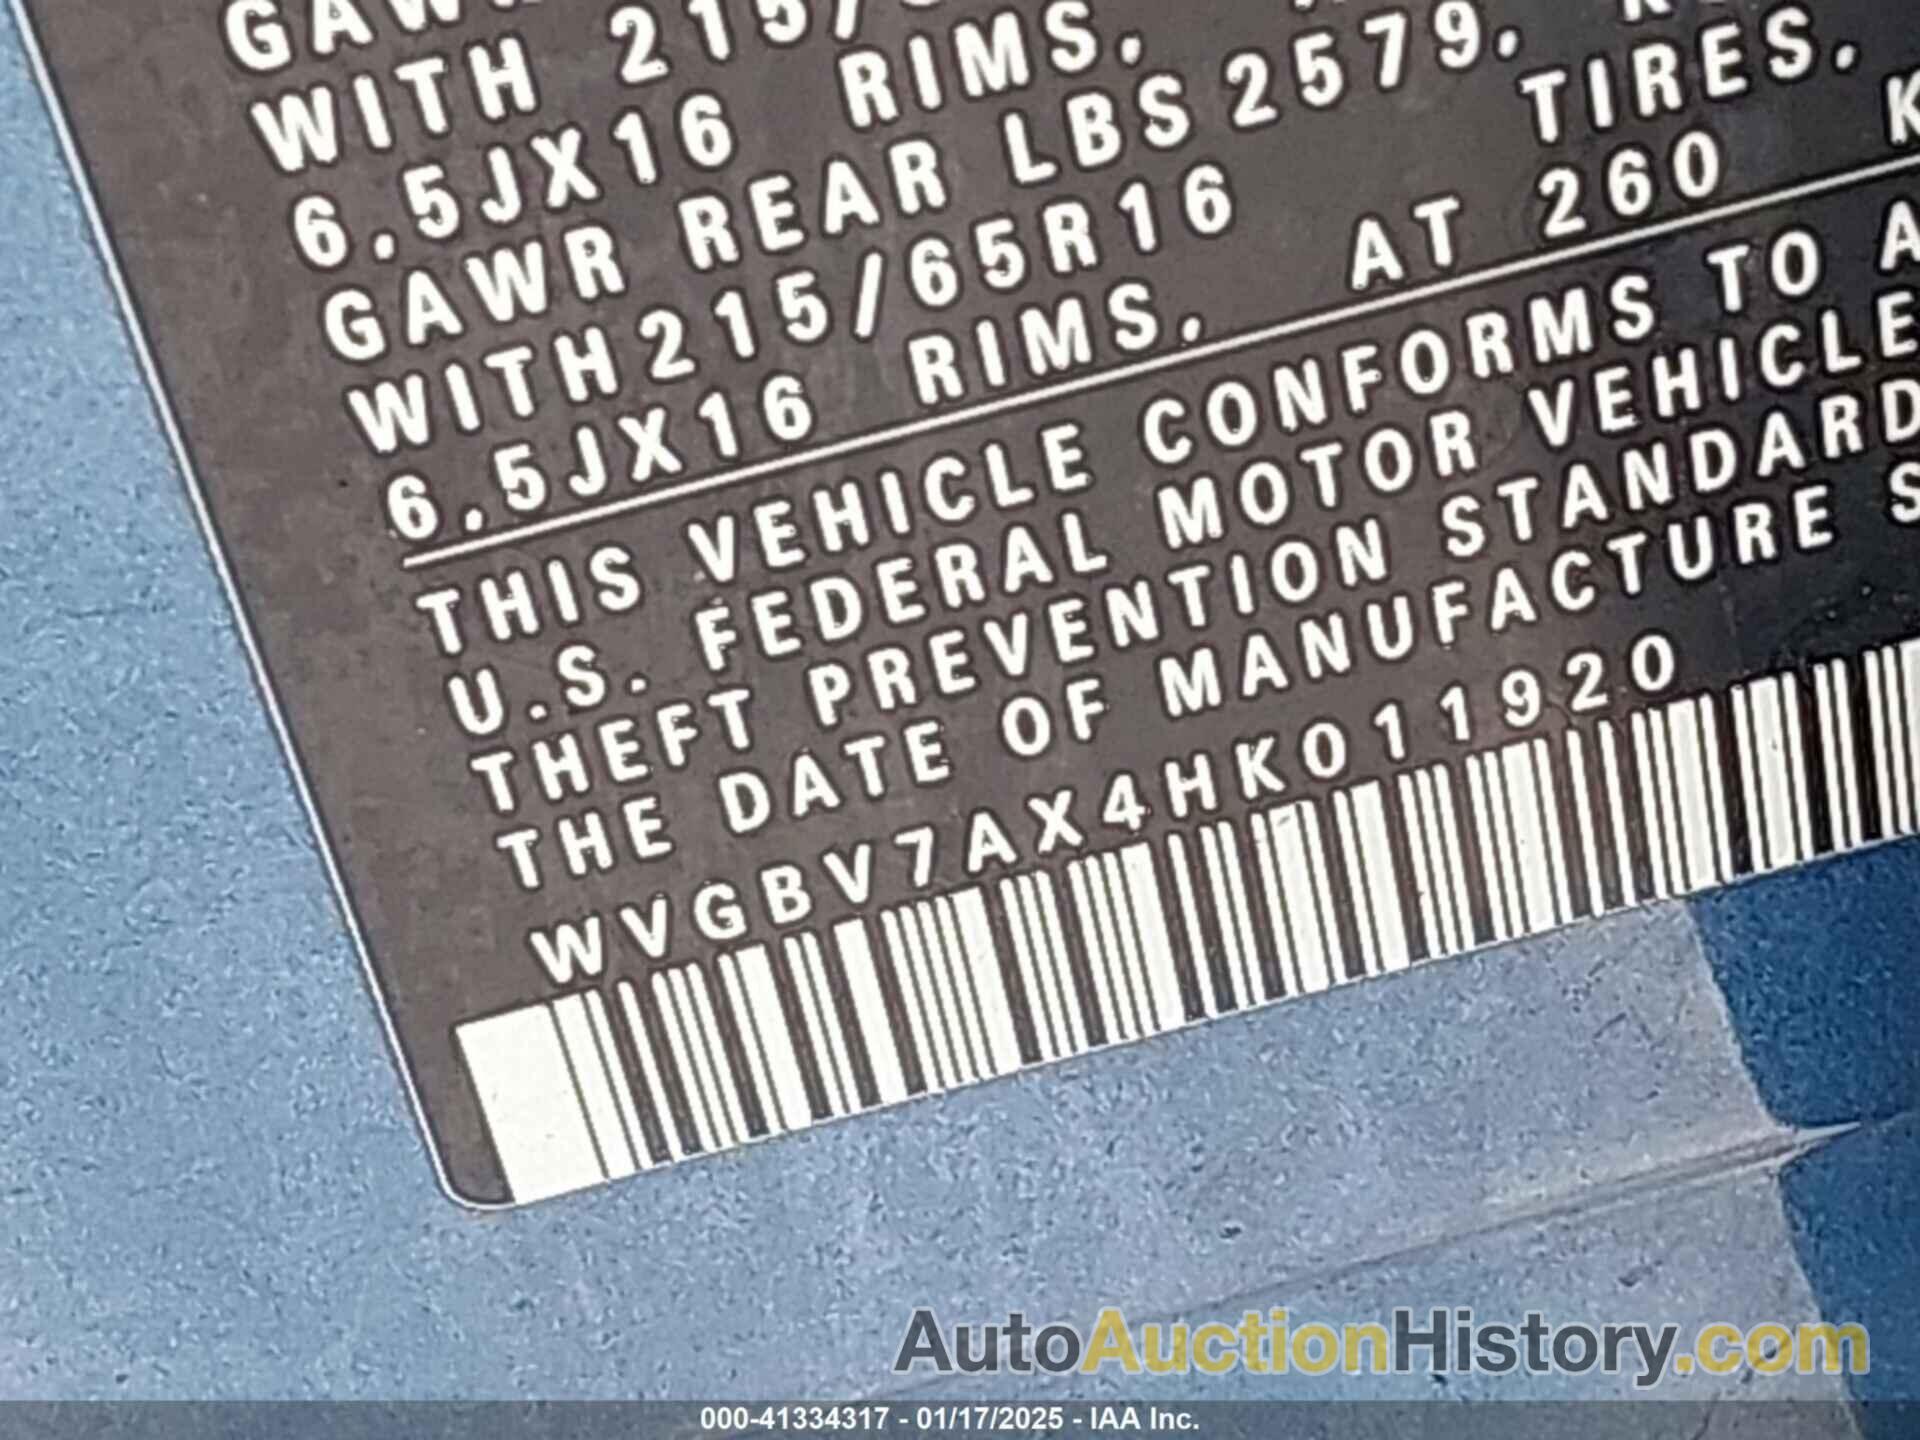 GAWR
WITH 215/
6.5JX16 RIMS.
GAWR REAR LBS 2579.
WITH215/65R16 TIRES.
6.5JX16 RIMS. AT 260 K
THIS VEHICLE CONFORMS TO A
U.S. FEDERAL MOTOR VEHICLE
THEFT PREVENTION STANDARD
THE DATE OF MANUFACTURE S
WVGBV7AX4HK011920
AutoAuctionHistory.com
000-41334317 - 01/17/2025 - IAA Inc.